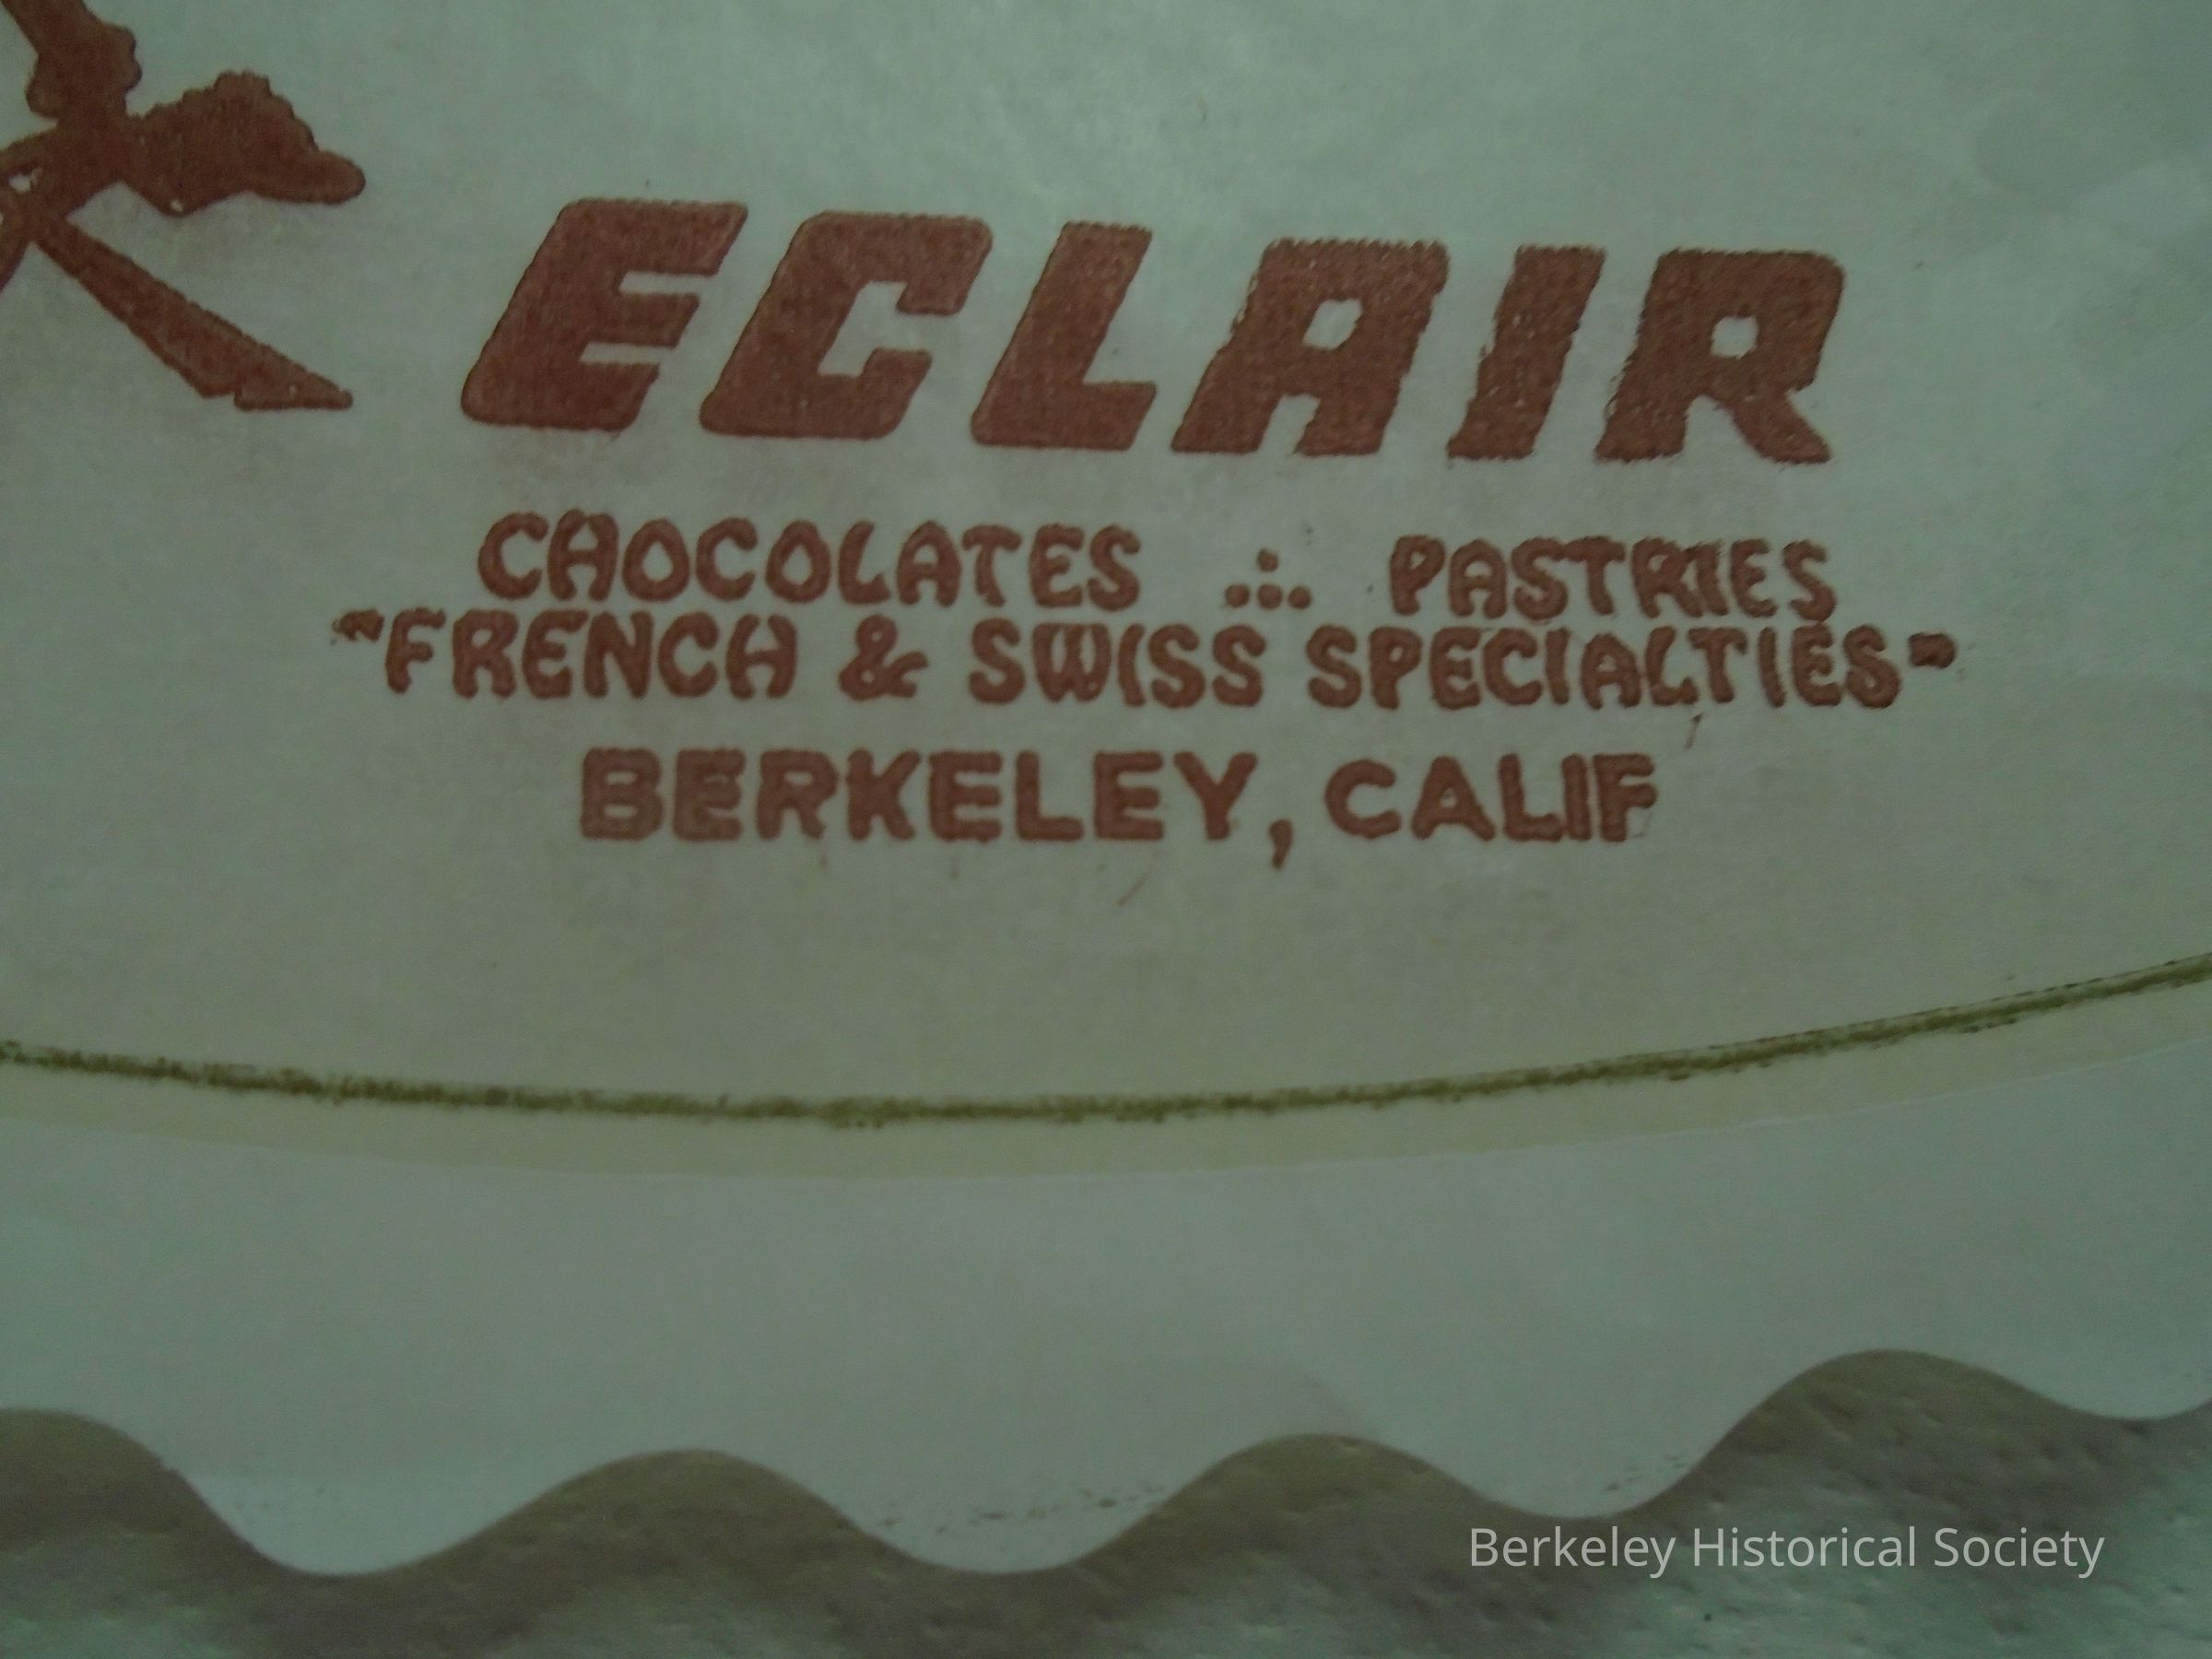 ECLAIR
CHOCOLATES ∴ PASTRIES
"FRENCH & SWISS SPECIALTIES"
BERKELEY, CALIF
Berkeley Historical Society